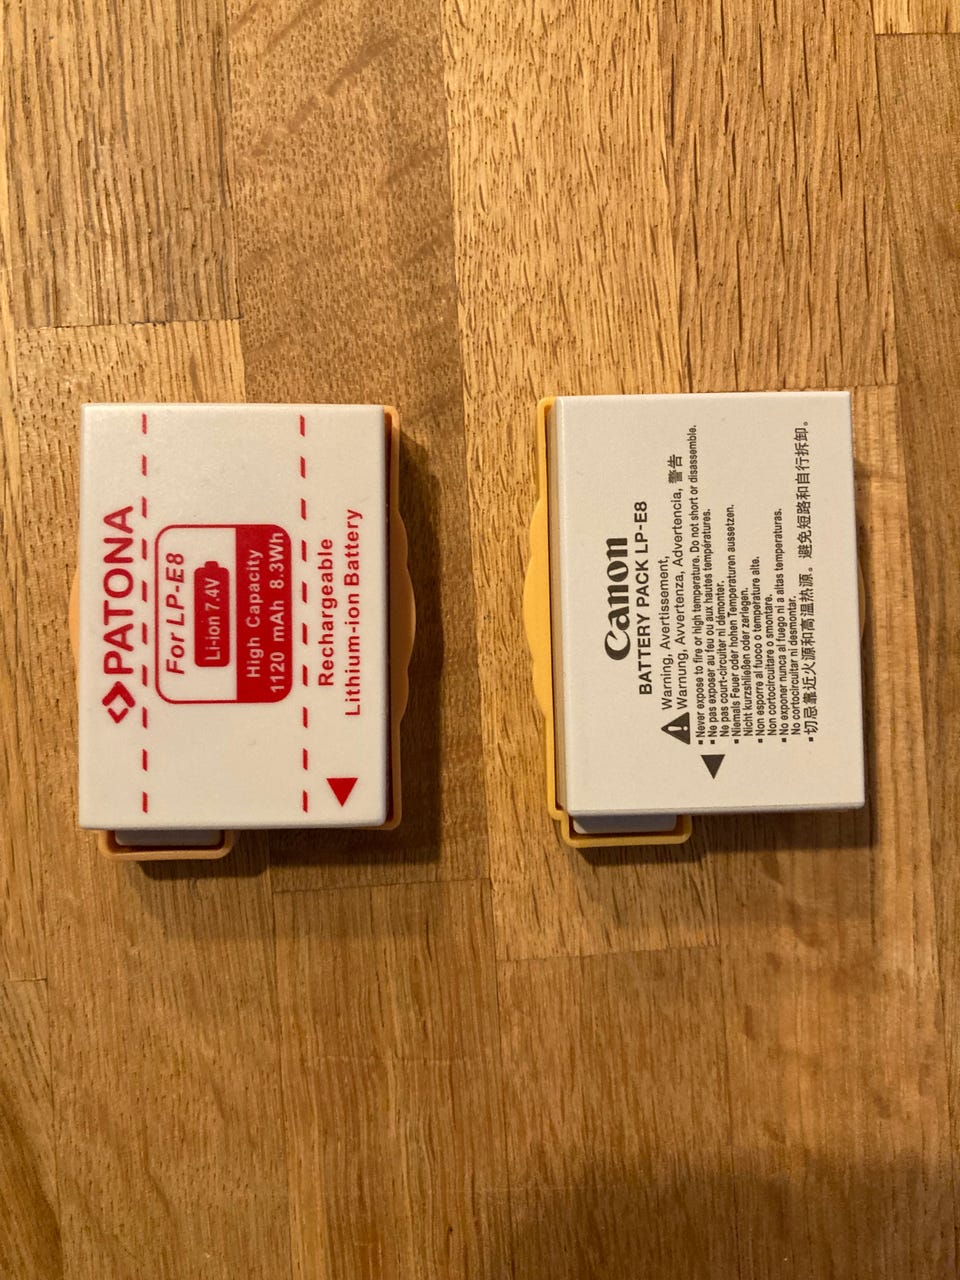 PATONA
For LP-E8
Li-ion 7.4V
High Capacity
1120 mAh 8.3Wh
Rechargeable
Lithium-ion Battery
Canon
BATTERY PACK LP-E8
Warning, Avertissement,
Warnung, Avvertenza, Advertencia, 警告
▪ Never expose to fire or high temperature. Do not short or disassemble.
▪ Ne pas exposer au feu ou aux hautes températures.
Ne pas court-circuiter ni démonter.
▪ Niemals Feuer oder hohen Temperaturen aussetzen.
Nicht kurzschließen oder zerlegen.
▪ Non esporre al fuoco o temperature alte.
Non cortocircuitare o smontare.
▪ No exponer nunca al fuego ni a altas temperaturas.
No cortocircuitar ni desmontar.
▪ 切忌靠近火源和高温热源。避免短路和自行拆卸。